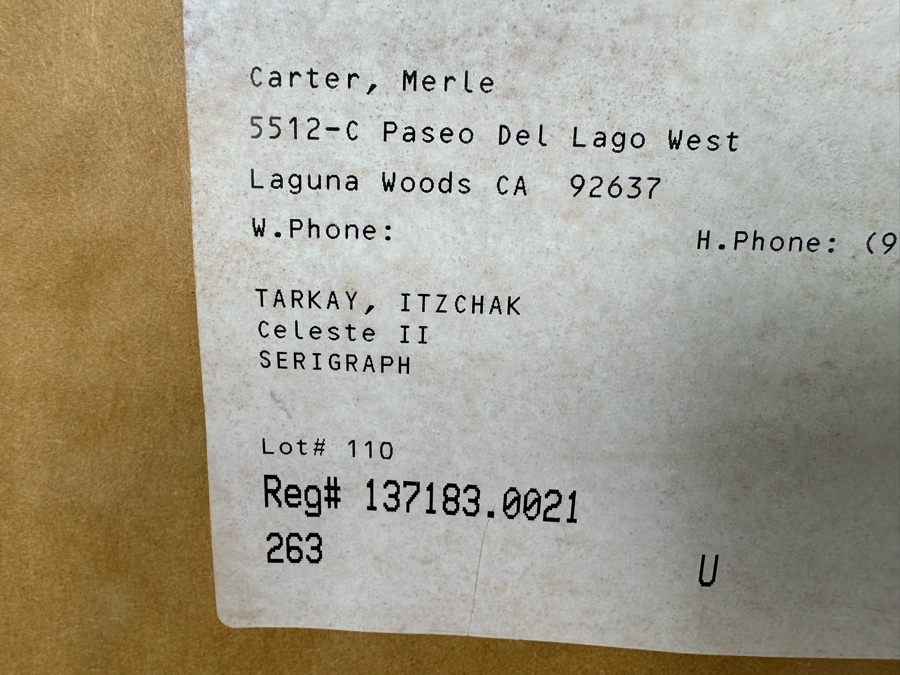 Carter, Merle
5512-C Paseo Del Lago West
Laguna Woods CA  92637
W.Phone: H.Phone: (9
TARKAY, ITZCHAK
Celeste II
SERIGRAPH
Lot# 110
Reg# 137183.0021
263 U